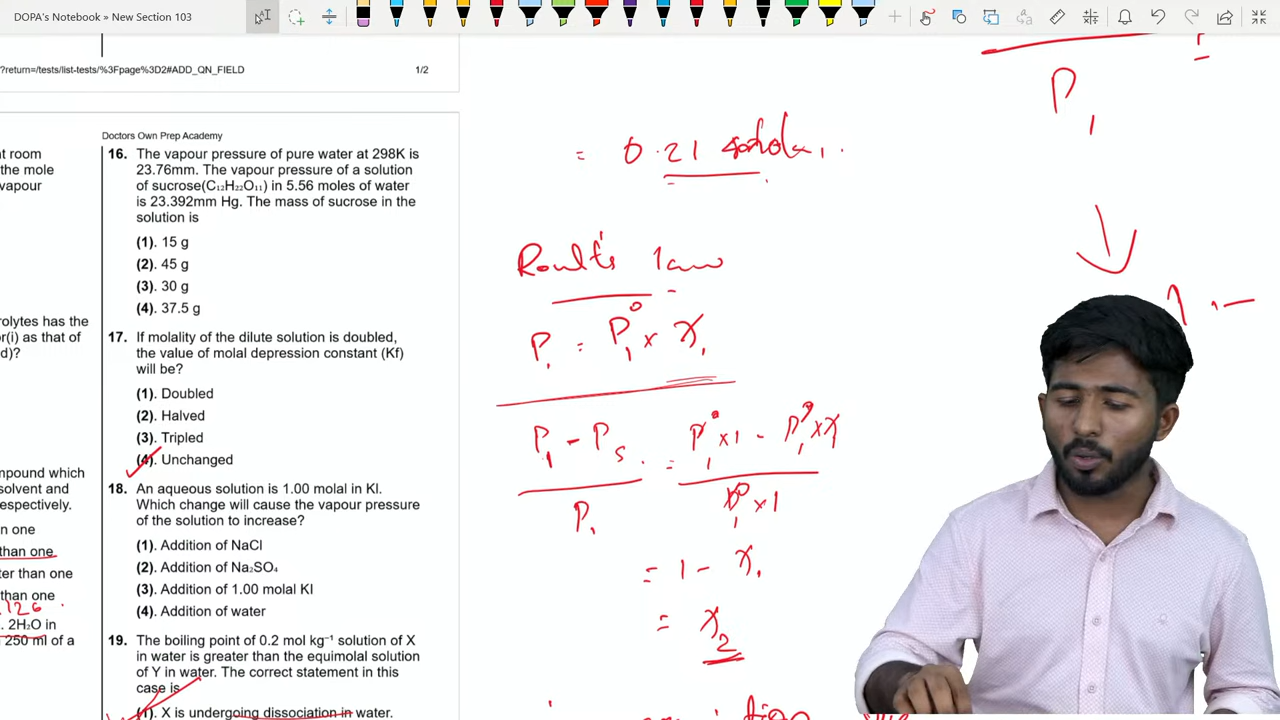 DOPA's Notebook » New Section 103
?return=/tests/list-tests/%3Fpage%3D2#ADD_QN_FIELD
1/2
Doctors Own Prep Academy
nt room
the mole
vapour
rolytes has the
or(i) as that of
d)?
mpound which
solvent and
espectively.
n one
than one
ter than one
than one
.126
. 2H₂O in
250 ml of a
16. The vapour pressure of pure water at 298K is
23.76mm. The vapour pressure of a solution
of sucrose(C₁₂H₂₂O₁₁) in 5.56 moles of water
is 23.392mm Hg. The mass of sucrose in the
solution is
(1). 15 g
(2). 45 g
(3). 30 g
(4). 37.5 g
17. If molality of the dilute solution is doubled,
the value of molal depression constant (Kf)
will be?
(1). Doubled
(2). Halved
(3). Tripled
(4). Unchanged
18. An aqueous solution is 1.00 molal in KI.
Which change will cause the vapour pressure
of the solution to increase?
(1). Addition of NaCl
(2). Addition of Na₂SO₄
(3). Addition of 1.00 molal KI
(4). Addition of water
19. The boiling point of 0.2 mol kg⁻¹ solution of X
in water is greater than the equimolal solution
of Y in water. The correct statement in this
case is
(1). X is undergoing dissociation in water.
P₁
= 0.21
Roult's law
P₁ = P₁⁰ × x₁
P₁ - Pₛ = P₁⁰ × 1 - P₁⁰ × x₁
P₁ P₁⁰ × 1
= 1 - x₁
= x₂